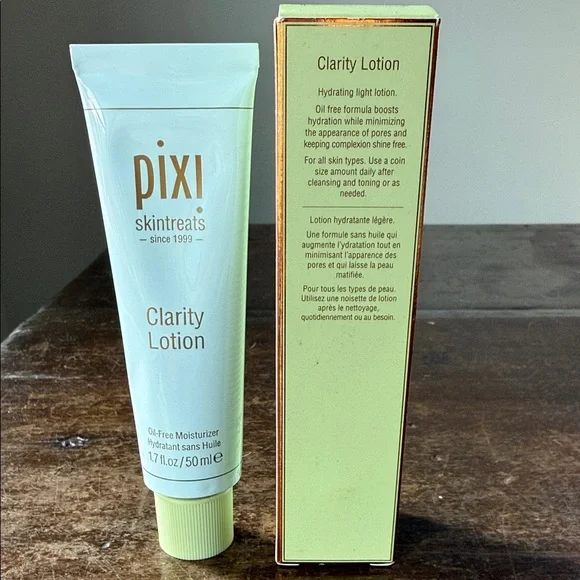 pixi
skintreats
– since 1999 –
Clarity
Lotion
Oil-Free Moisturizer
Hydratant sans Huile
1.7 fl.oz/50ml℮
Clarity Lotion
Hydrating light lotion.
Oil free formula boosts
hydration while minimizing
the appearance of pores and
keeping complexion shine free.
For all skin types. Use a coin
size amount daily after
cleansing and toning or as
needed.
Lotion hydratante légère.
Une formule sans huile qui
augmente l'ydratation tout en
minimisant l'apparence des
pores et qui laisse la peau
matifiée.
Pour tous les types de peau.
Utilisez une noisette de lotion
après le nettoyage,
quotidiennement ou au besoin.